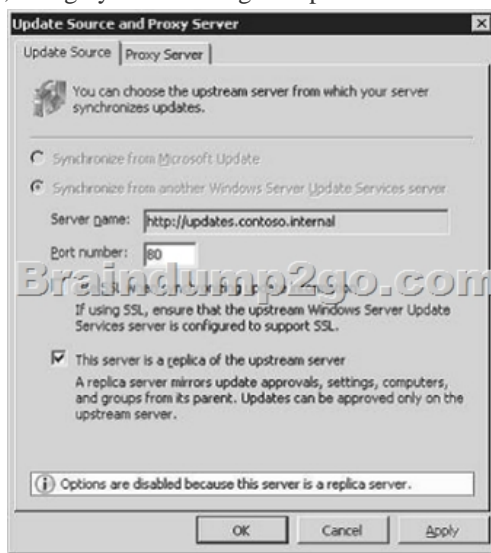 Update Source and Proxy Server
Update Source
Proxy Server
You can choose the upstream server from which your server
synchronizes updates.
Synchronize from Microsoft Update
Synchronize from another Windows Server Update Services server
Server name: http://updates.contoso.internal
Port number: 80
Braindump2go.com
If using SSL, ensure that the upstream Windows Server Update
Services server is configured to support SSL.
This server is a replica of the upstream server
A replica server mirrors update approvals, settings, computers,
and groups from its parent. Updates can be approved only on the
upstream server.
Options are disabled because this server is a replica server.
OK
Cancel
Apply